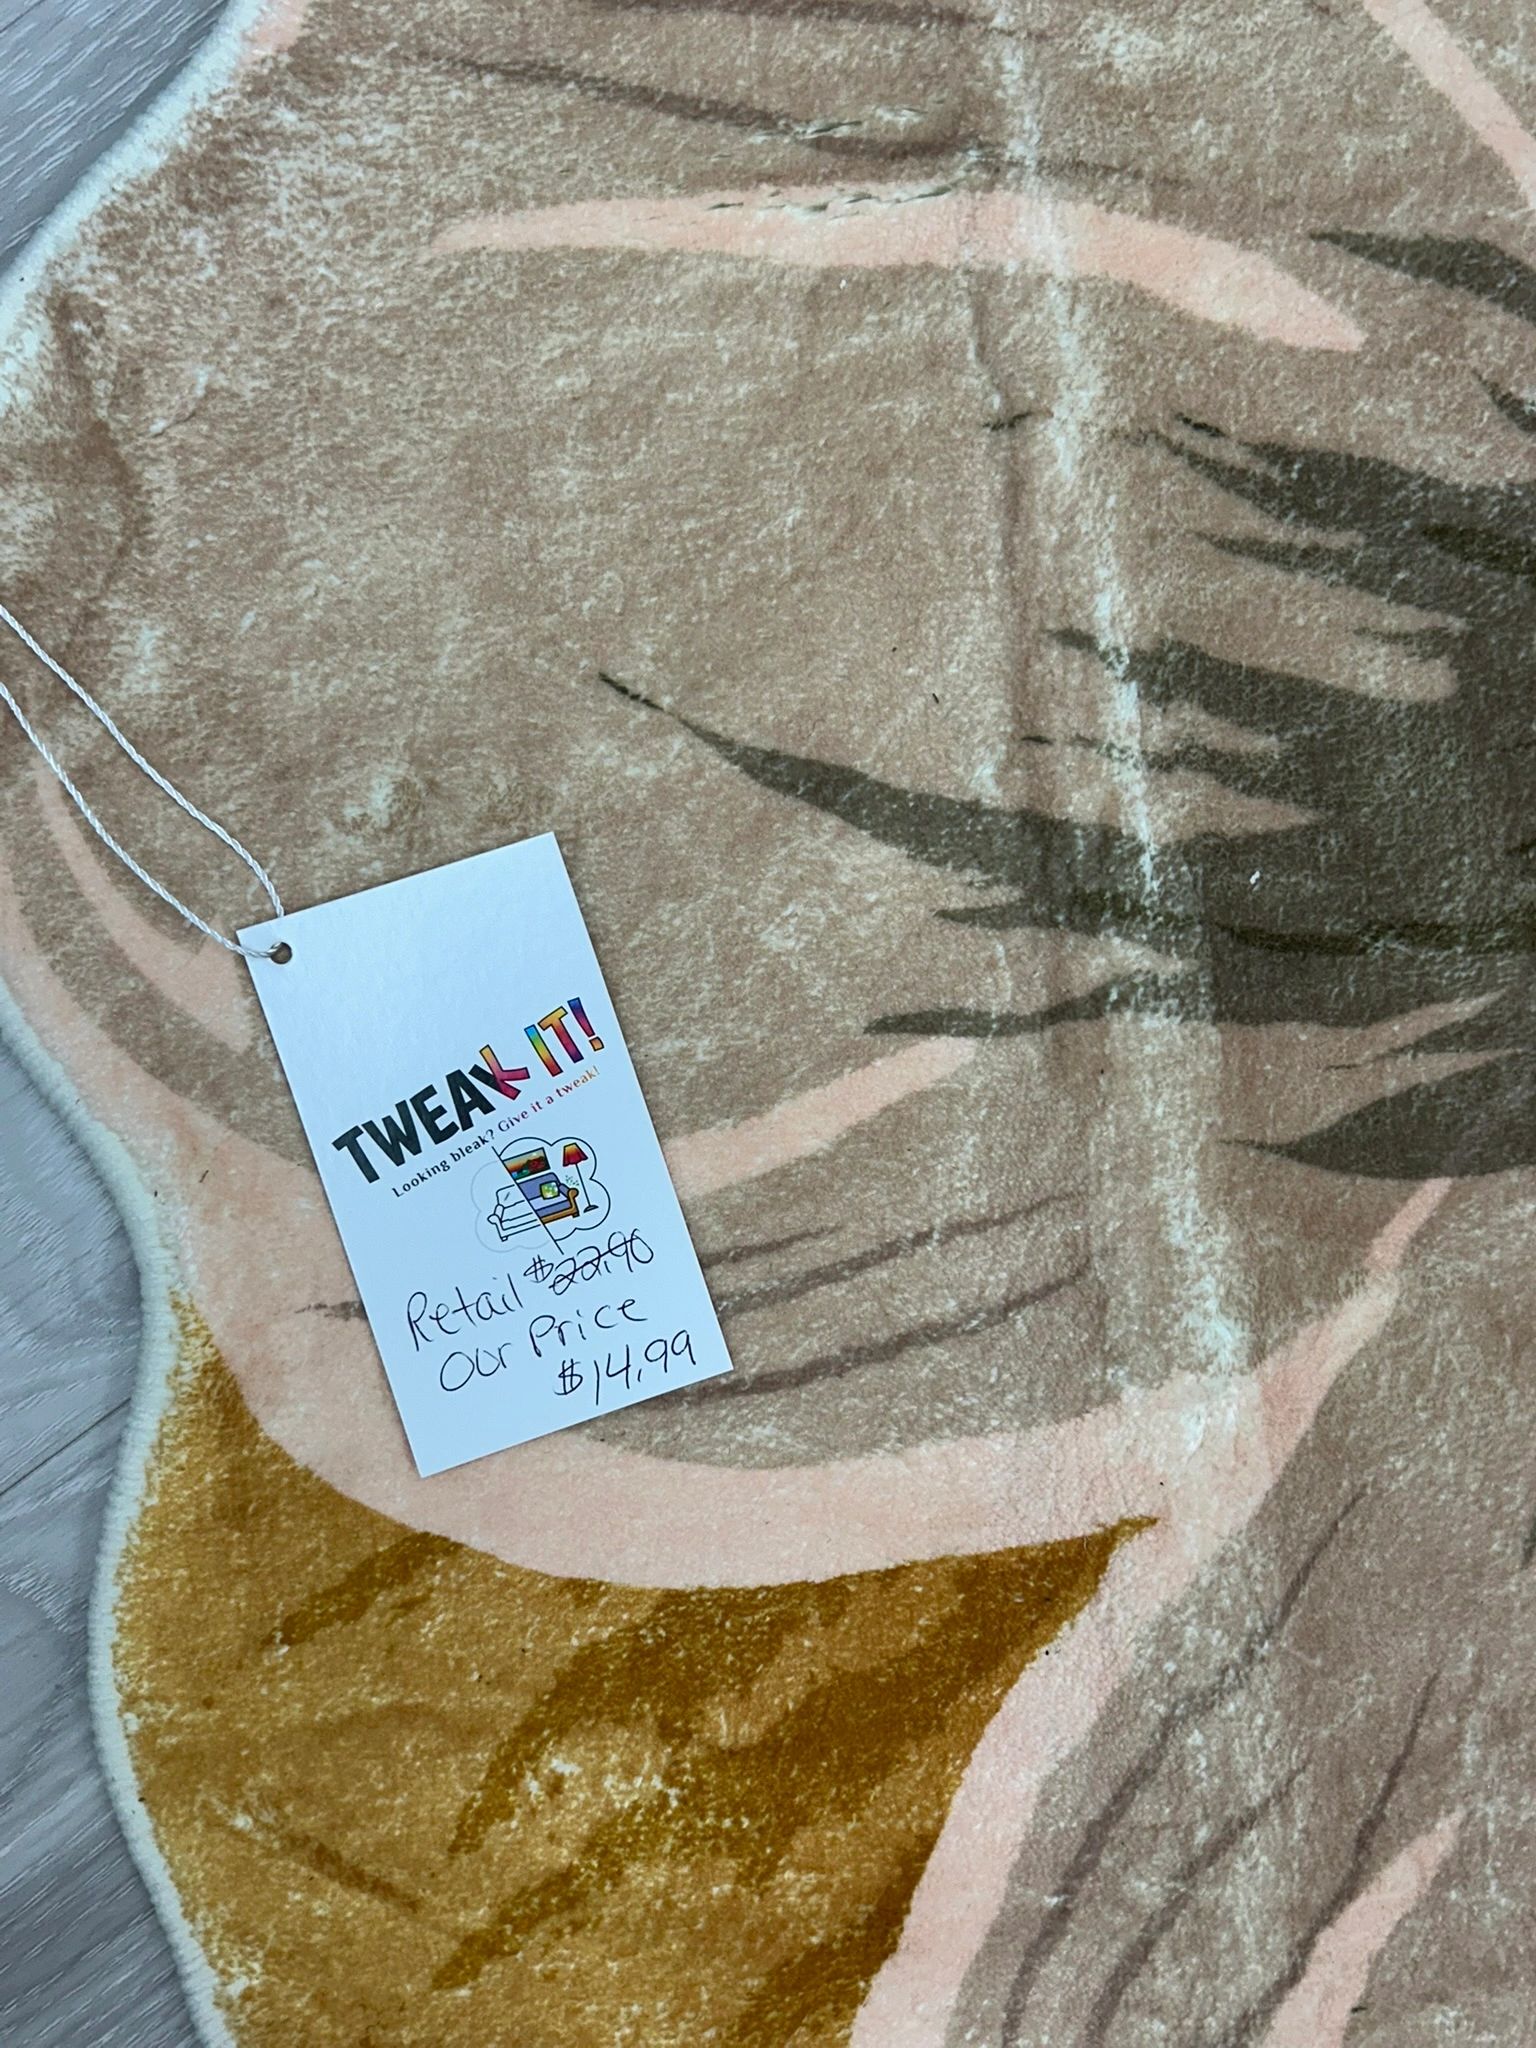 TWEAK IT!
Looking bleak? Give it a tweak!
Retail $22.90
Our Price
$14.99